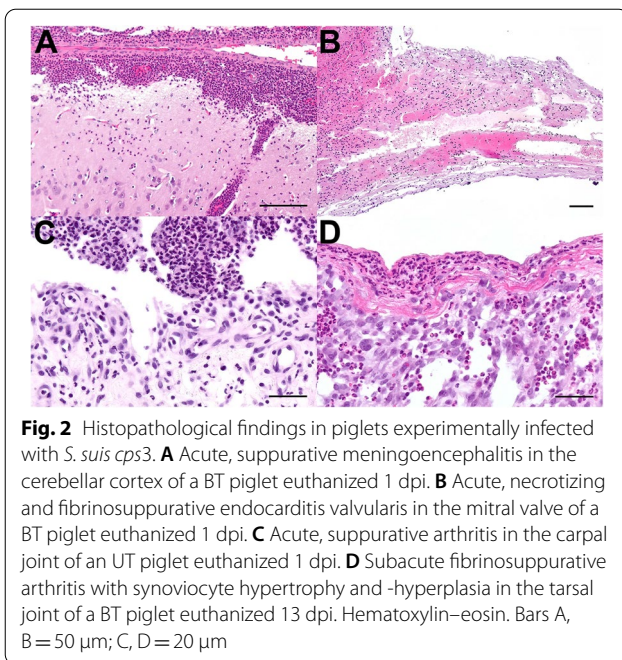 A
B
C
D
Fig. 2 Histopathological findings in piglets experimentally infected
with S. suis cps3. A Acute, suppurative meningoencephalitis in the
cerebellar cortex of a BT piglet euthanized 1 dpi. B Acute, necrotizing
and fibrinosuppurative endocarditis valvularis in the mitral valve of a
BT piglet euthanized 1 dpi. C Acute, suppurative arthritis in the carpal
joint of an UT piglet euthanized 1 dpi. D Subacute fibrinosuppurative
arthritis with synoviocyte hypertrophy and -hyperplasia in the tarsal
joint of a BT piglet euthanized 13 dpi. Hematoxylin–eosin. Bars A,
B = 50 μm; C, D = 20 μm